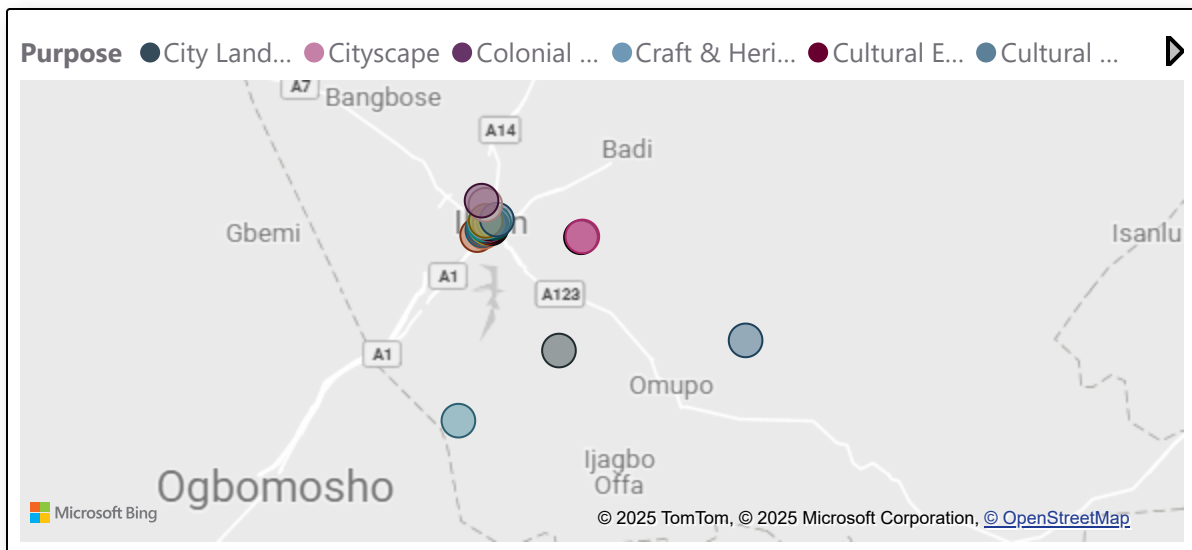 Purpose City Land... Cityscape Colonial ... Craft & Heri... Cultural E... Cultural ...
A7
Bangbose
A14
Badi
Gbemi
Isanlu
A1
A123
A1
Omupo
Ijagbo
Offa
Ogbomosho
Microsoft Bing
© 2025 TomTom, © 2025 Microsoft Corporation, © OpenStreetMap